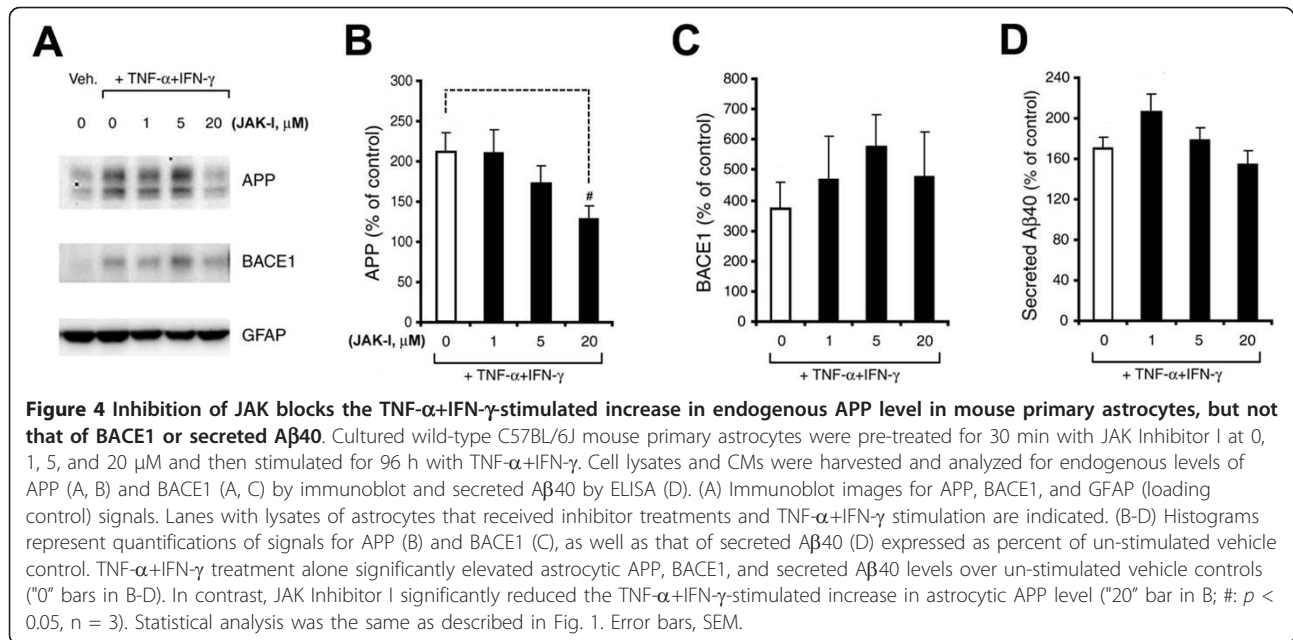 A
Veh. + TNF-α+IFN-γ
0 0 1 5 20 (JAK-I, µM)
APP
BACE1
GFAP
B
APP (% of control)
300
250
200
150
100
50
0
#
(JAK-I, µM) 0 1 5 20
+ TNF-α+IFN-γ
C
BACE1 (% of control)
800
700
600
500
400
300
200
100
0
0 1 5 20
+ TNF-α+IFN-γ
D
Secreted Aβ40 (% of control)
240
200
160
120
80
40
0
0 1 5 20
+ TNF-α+IFN-γ
Figure 4 Inhibition of JAK blocks the TNF-α+IFN-γ-stimulated increase in endogenous APP level in mouse primary astrocytes, but not
that of BACE1 or secreted Aβ40. Cultured wild-type C57BL/6J mouse primary astrocytes were pre-treated for 30 min with JAK Inhibitor I at 0,
1, 5, and 20 µM and then stimulated for 96 h with TNF-α+IFN-γ. Cell lysates and CMs were harvested and analyzed for endogenous levels of
APP (A, B) and BACE1 (A, C) by immunoblot and secreted Aβ40 by ELISA (D). (A) Immunoblot images for APP, BACE1, and GFAP (loading
control) signals. Lanes with lysates of astrocytes that received inhibitor treatments and TNF-α+IFN-γ stimulation are indicated. (B-D) Histograms
represent quantifications of signals for APP (B) and BACE1 (C), as well as that of secreted Aβ40 (D) expressed as percent of un-stimulated vehicle
control. TNF-α+IFN-γ treatment alone significantly elevated astrocytic APP, BACE1, and secreted Aβ40 levels over un-stimulated vehicle controls
("0" bars in B-D). In contrast, JAK Inhibitor I significantly reduced the TNF-α+IFN-γ-stimulated increase in astrocytic APP level ("20" bar in B; #: p <
0.05, n = 3). Statistical analysis was the same as described in Fig. 1. Error bars, SEM.